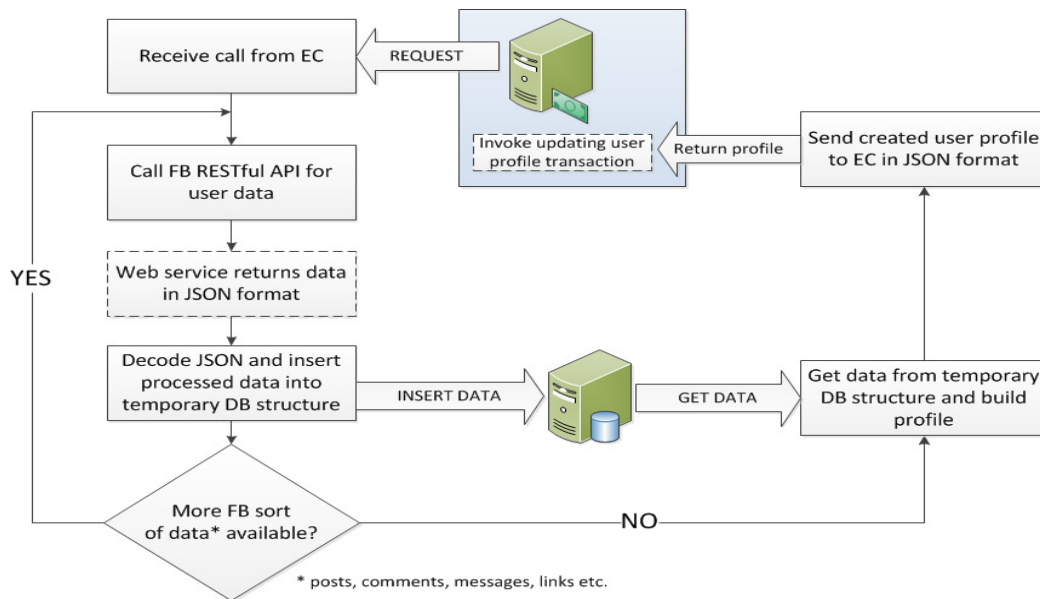 Receive call from EC
REQUEST
Invoke updating user
profile transaction
Return profile
Send created user profile
to EC in JSON format
Call FB RESTful API for
user data
YES
Web service returns data
in JSON format
Decode JSON and insert
processed data into
temporary DB structure
INSERT DATA
GET DATA
Get data from temporary
DB structure and build
profile
More FB sort
of data* available?
NO
* posts, comments, messages, links etc.